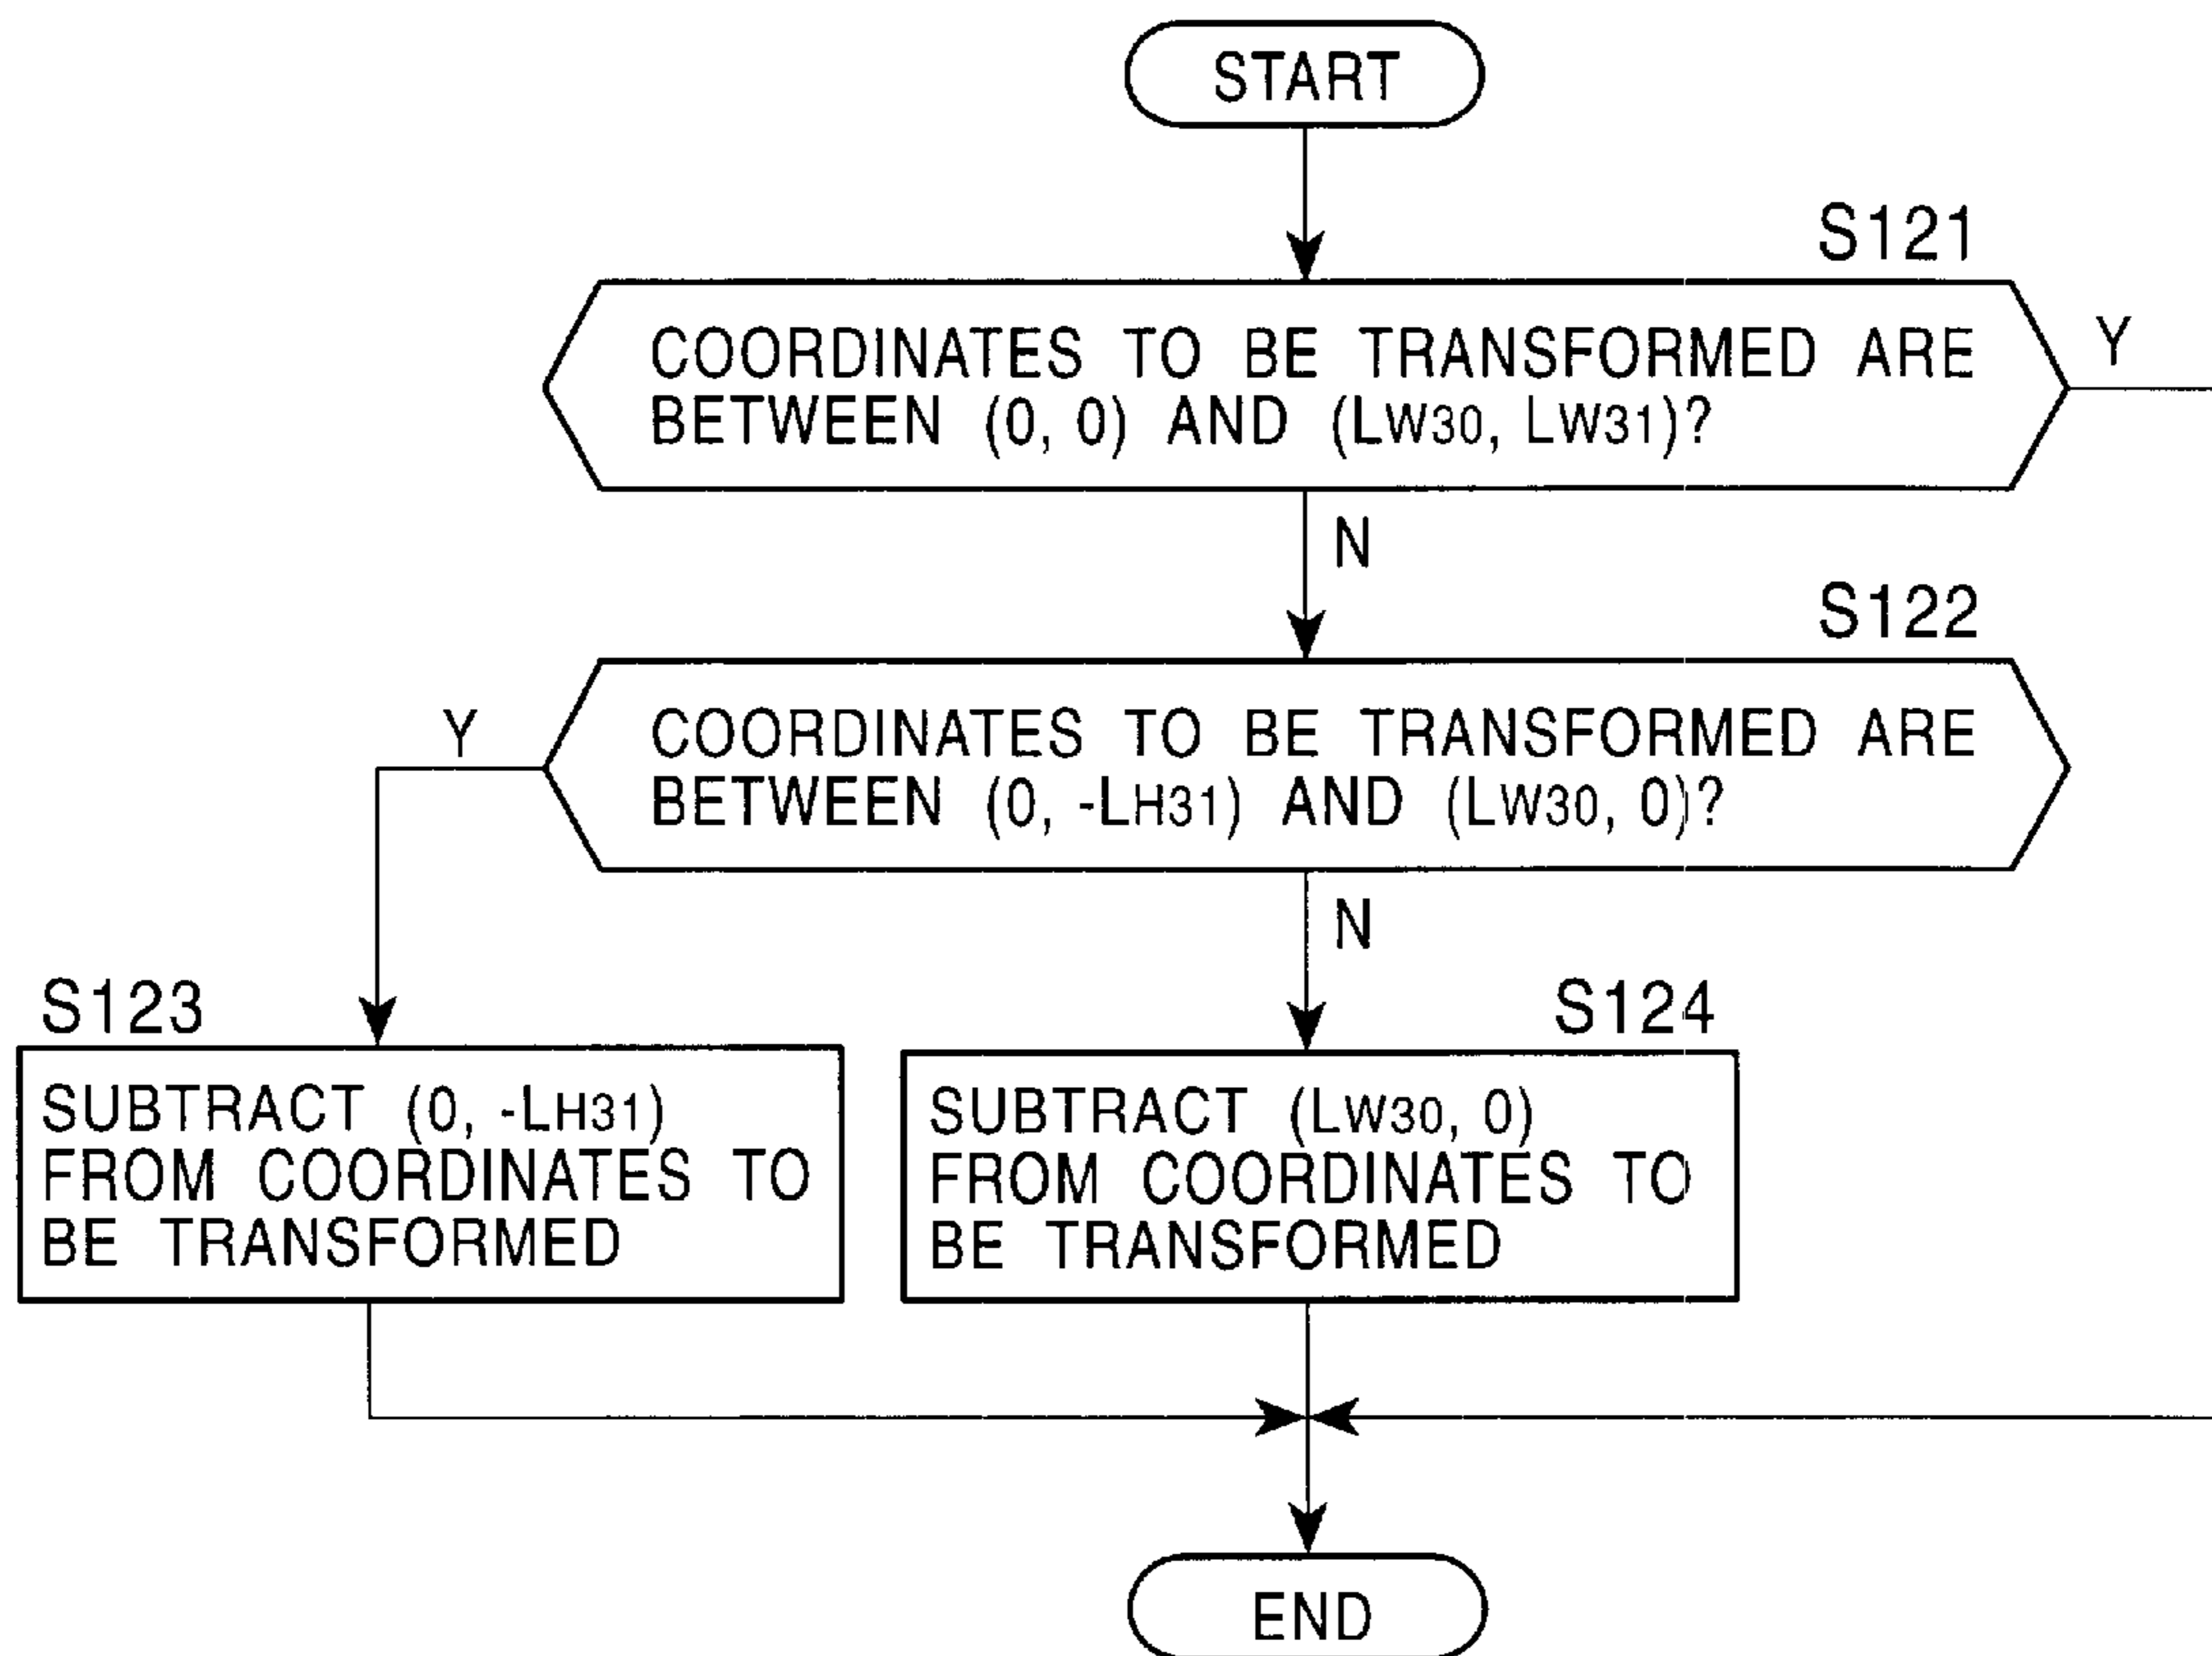 START
S121
COORDINATES TO BE TRANSFORMED ARE
BETWEEN (0, 0) AND (LW30, LW31)?
Y
N
S122
Y
COORDINATES TO BE TRANSFORMED ARE
BETWEEN (0, -LH31) AND (LW30, 0)?
N
S123
SUBTRACT (0, -LH31)
FROM COORDINATES TO
BE TRANSFORMED
S124
SUBTRACT (LW30, 0)
FROM COORDINATES TO
BE TRANSFORMED
END